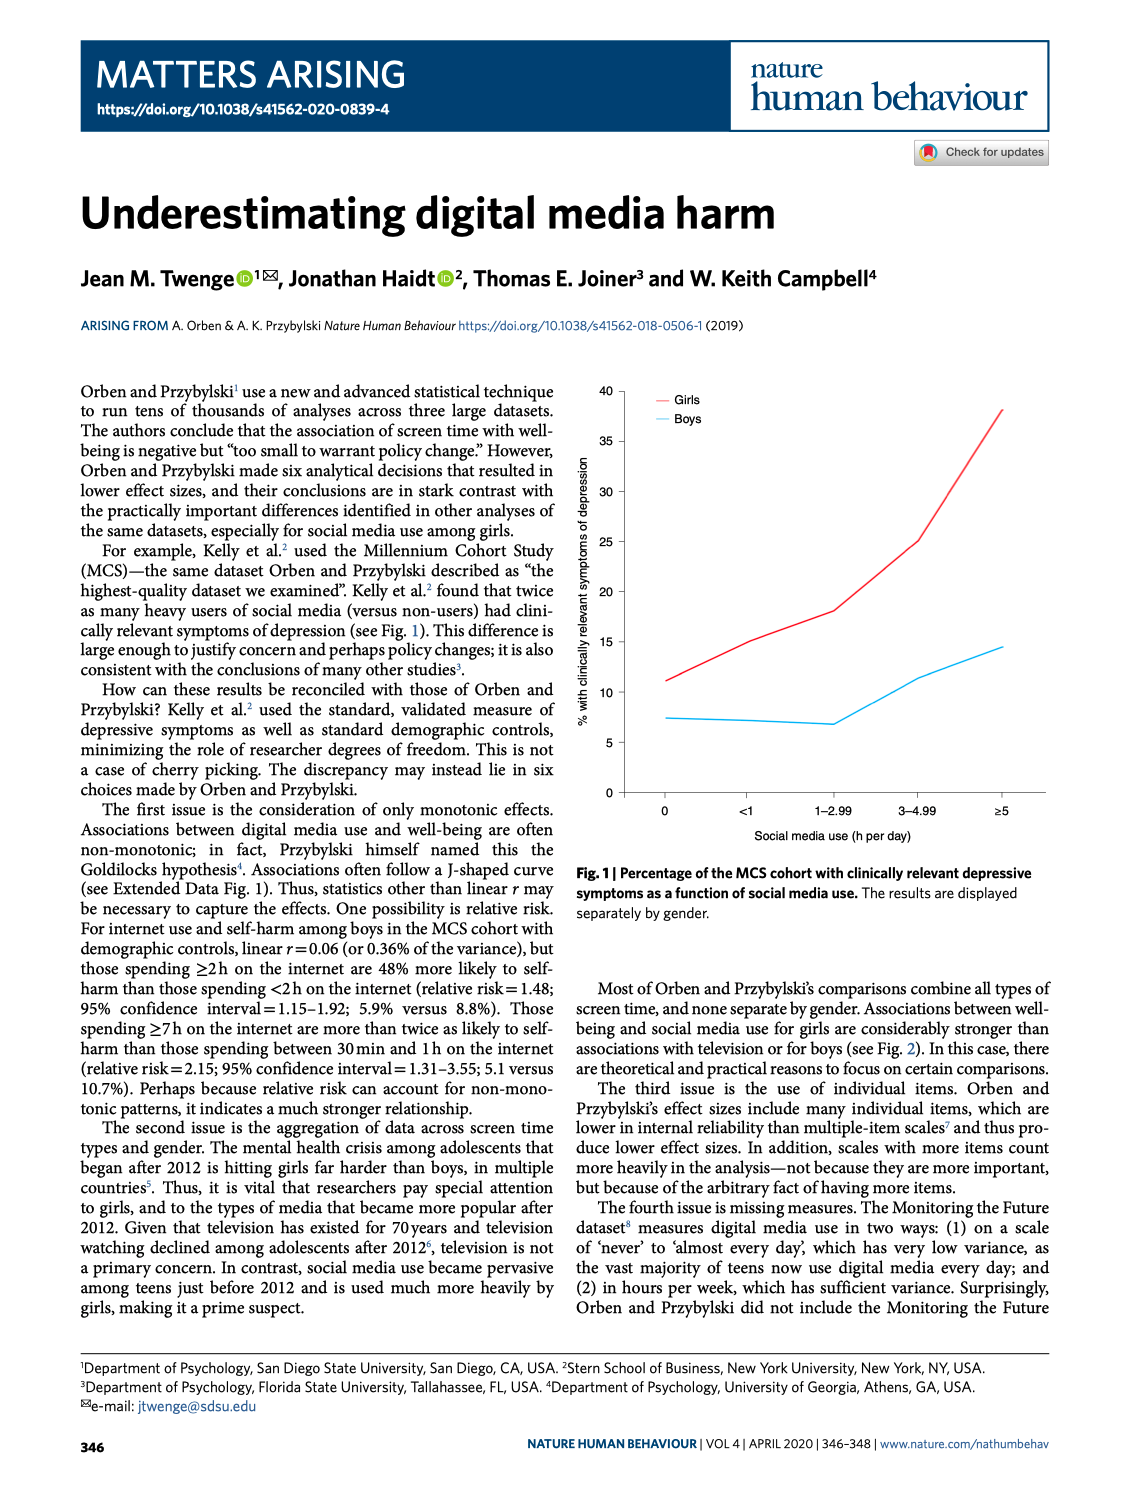 MATTERS ARISING
https://doi.org/10.1038/s41562-020-0839-4
nature
human behaviour
Check for updates
Underestimating digital media harm
Jean M. Twenge iD 1✉, Jonathan Haidt iD 2, Thomas E. Joiner3 and W. Keith Campbell4
ARISING FROM A. Orben & A. K. Przybylski Nature Human Behaviour https://doi.org/10.1038/s41562-018-0506-1 (2019)
Orben and Przybylski1 use a new and advanced statistical technique
to run tens of thousands of analyses across three large datasets.
The authors conclude that the association of screen time with well-
being is negative but “too small to warrant policy change.” However,
Orben and Przybylski made six analytical decisions that resulted in
lower effect sizes, and their conclusions are in stark contrast with
the practically important differences identified in other analyses of
the same datasets, especially for social media use among girls.
For example, Kelly et al.2 used the Millennium Cohort Study
(MCS)—the same dataset Orben and Przybylski described as “the
highest-quality dataset we examined”. Kelly et al.2 found that twice
as many heavy users of social media (versus non-users) had clini-
cally relevant symptoms of depression (see Fig. 1). This difference is
large enough to justify concern and perhaps policy changes; it is also
consistent with the conclusions of many other studies3.
How can these results be reconciled with those of Orben and
Przybylski? Kelly et al.2 used the standard, validated measure of
depressive symptoms as well as standard demographic controls,
minimizing the role of researcher degrees of freedom. This is not
a case of cherry picking. The discrepancy may instead lie in six
choices made by Orben and Przybylski.
The first issue is the consideration of only monotonic effects.
Associations between digital media use and well-being are often
non-monotonic; in fact, Przybylski himself named this the
Goldilocks hypothesis4. Associations often follow a J-shaped curve
(see Extended Data Fig. 1). Thus, statistics other than linear r may
be necessary to capture the effects. One possibility is relative risk.
For internet use and self-harm among boys in the MCS cohort with
demographic controls, linear r = 0.06 (or 0.36% of the variance), but
those spending ≥2 h on the internet are 48% more likely to self-
harm than those spending <2 h on the internet (relative risk = 1.48;
95% confidence interval = 1.15–1.92; 5.9% versus 8.8%). Those
spending ≥7 h on the internet are more than twice as likely to self-
harm than those spending between 30 min and 1 h on the internet
(relative risk = 2.15; 95% confidence interval = 1.31–3.55; 5.1 versus
10.7%). Perhaps because relative risk can account for non-mono-
tonic patterns, it indicates a much stronger relationship.
The second issue is the aggregation of data across screen time
types and gender. The mental health crisis among adolescents that
began after 2012 is hitting girls far harder than boys, in multiple
countries5. Thus, it is vital that researchers pay special attention
to girls, and to the types of media that became more popular after
2012. Given that television has existed for 70 years and television
watching declined among adolescents after 20126, television is not
a primary concern. In contrast, social media use became pervasive
among teens just before 2012 and is used much more heavily by
girls, making it a prime suspect.
Girls
Boys
40
35
30
25
20
15
10
5
0
% with clinically relevant symptoms of depression
0 <1 1–2.99 3–4.99 ≥5
Social media use (h per day)
Fig. 1 | Percentage of the MCS cohort with clinically relevant depressive
symptoms as a function of social media use. The results are displayed
separately by gender.
Most of Orben and Przybylski’s comparisons combine all types of
screen time, and none separate by gender. Associations between well-
being and social media use for girls are considerably stronger than
associations with television or for boys (see Fig. 2). In this case, there
are theoretical and practical reasons to focus on certain comparisons.
The third issue is the use of individual items. Orben and
Przybylski’s effect sizes include many individual items, which are
lower in internal reliability than multiple-item scales7 and thus pro-
duce lower effect sizes. In addition, scales with more items count
more heavily in the analysis—not because they are more important,
but because of the arbitrary fact of having more items.
The fourth issue is missing measures. The Monitoring the Future
dataset8 measures digital media use in two ways: (1) on a scale
of ‘never’ to ‘almost every day’, which has very low variance, as
the vast majority of teens now use digital media every day; and
(2) in hours per week, which has sufficient variance. Surprisingly,
Orben and Przybylski did not include the Monitoring the Future
1Department of Psychology, San Diego State University, San Diego, CA, USA. 2Stern School of Business, New York University, New York, NY, USA.
3Department of Psychology, Florida State University, Tallahassee, FL, USA. 4Department of Psychology, University of Georgia, Athens, GA, USA.
✉e-mail: jtwenge@sdsu.edu
346
NATURE HUMAN BEHAVIOUR | VOL 4 | APRIL 2020 | 346–348 | www.nature.com/nathumbehav